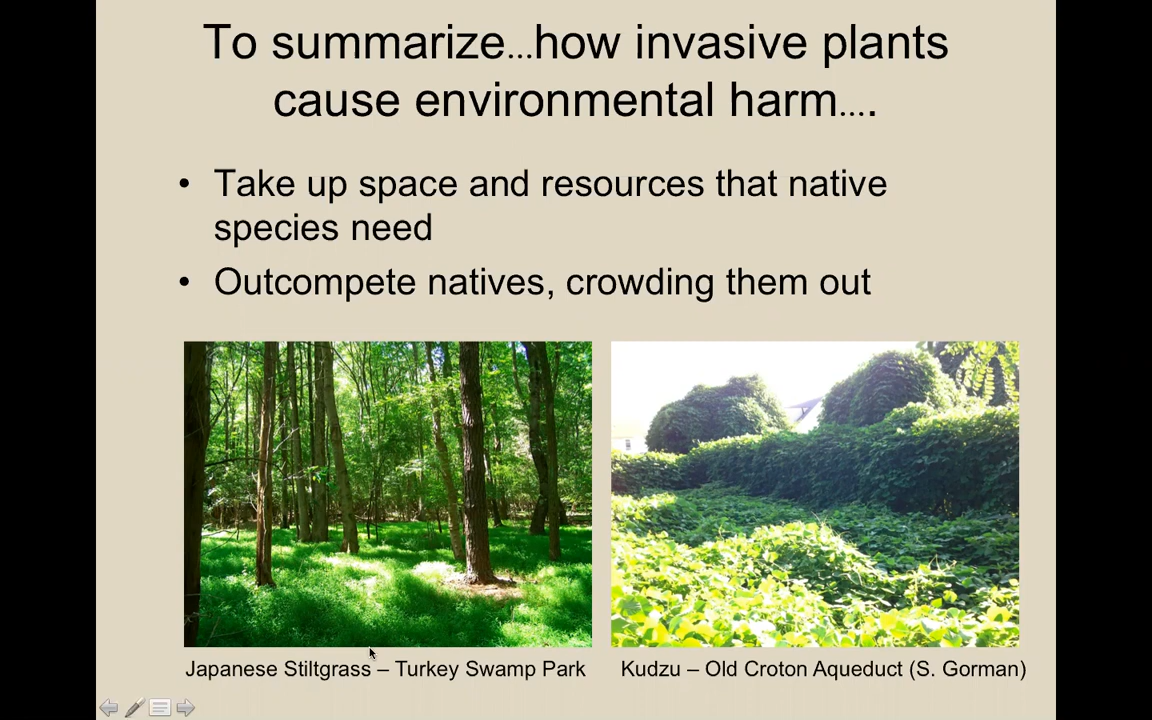 To summarize...how invasive plants
cause environmental harm....
• Take up space and resources that native
species need
• Outcompete natives, crowding them out
Japanese Stiltgrass – Turkey Swamp Park
Kudzu – Old Croton Aqueduct (S. Gorman)